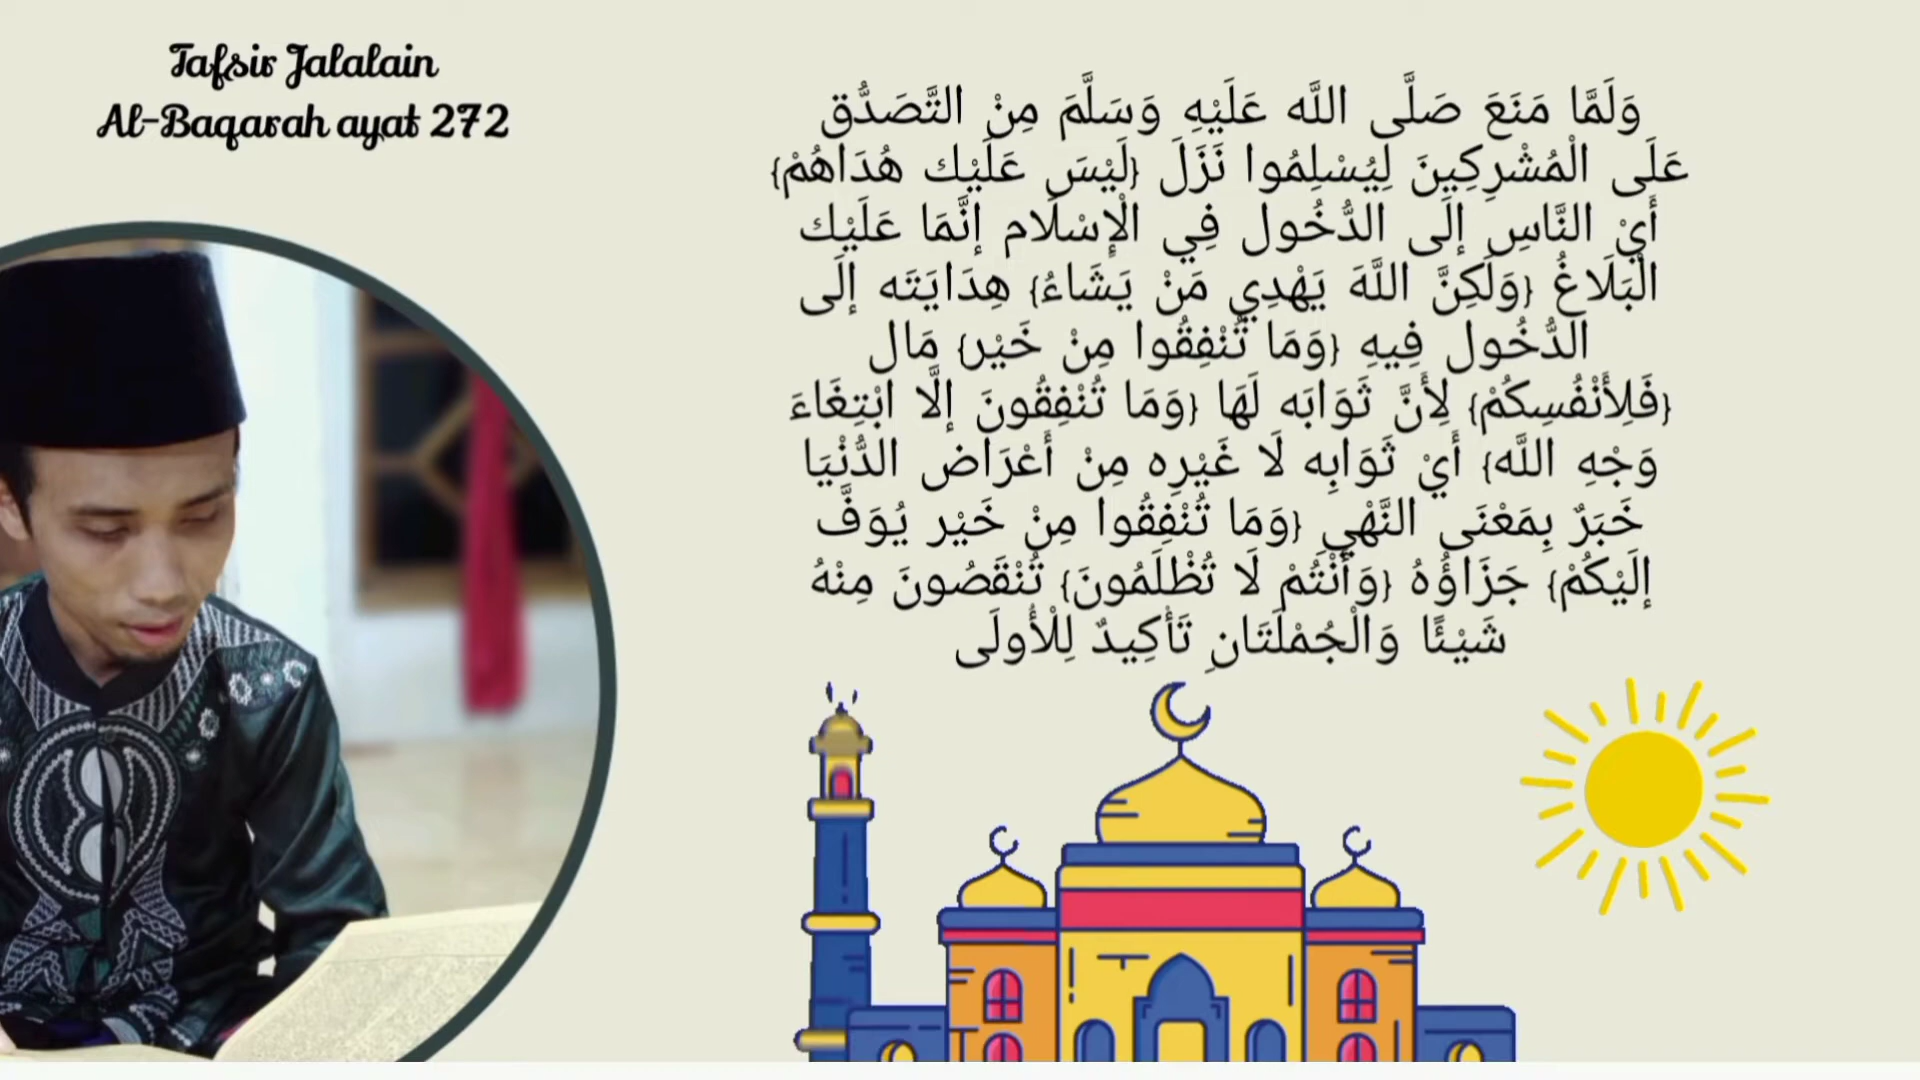 Tafsir Jalalain
Al-Baqarah ayat 272
وَلَمَّا مَنَعَ صَلَّى اللَّه عَلَيْهِ وَسَلَّمَ مِنْ التَّصَدُّق
عَلَى الْمُشْرِكِينَ لِيُسْلِمُوا نَزَلَ {لَيْسَ عَلَيْك هُدَاهُمْ}
أَيْ النَّاسِ إلَى الدُّخُول فِي الْإِسْلَام إنَّمَا عَلَيْك
الْبَلَاغُ {وَلَكِنَّ اللَّهَ يَهْدِي مَنْ يَشَاءُ} هِدَايَتَه إلَى
الدُّخُول فِيهِ {وَمَا تُنْفِقُوا مِنْ خَيْر} مَال
{فَلِأَنْفُسِكُمْ} لِأَنَّ ثَوَابَه لَهَا {وَمَا تُنْفِقُونَ إلَّا ابْتِغَاءَ
وَجْهِ اللَّه} أَيْ ثَوَابِه لَا غَيْرِه مِنْ أَعْرَاض الدُّنْيَا
خَبَرٌ بِمَعْنَى النَّهْي {وَمَا تُنْفِقُوا مِنْ خَيْر يُوَفَّ
إلَيْكُمْ} جَزَاؤُهُ {وَأَنْتُمْ لَا تُظْلَمُونَ} تُنْقَصُونَ مِنْهُ
شَيْئًا وَالْجُمْلَتَانِ تَأْكِيدٌ لِلْأُولَى